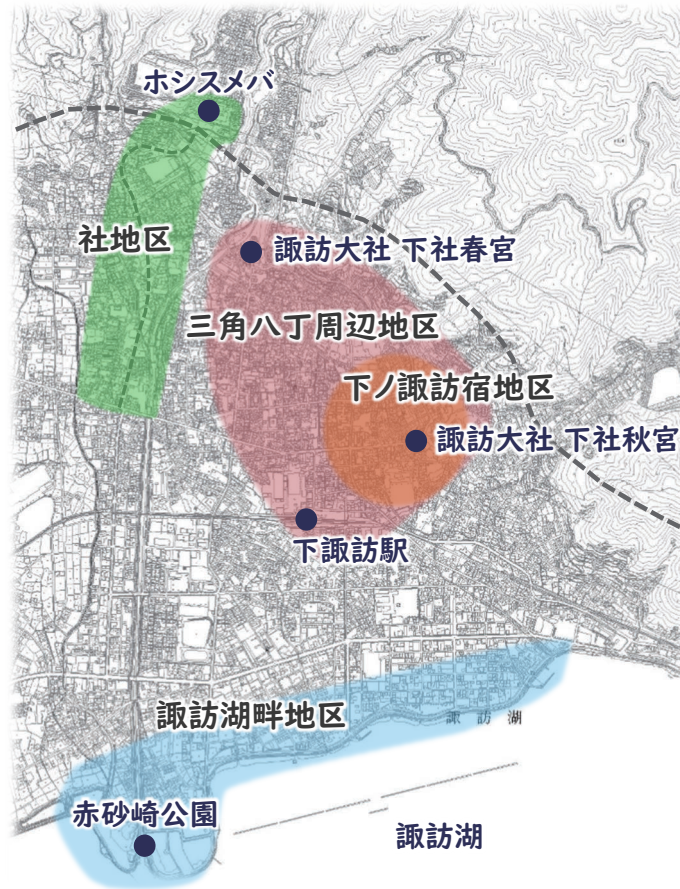 ホシスメバ
社地区
諏訪大社 下社春宮
三角八丁周辺地区
下ノ諏訪宿地区
諏訪大社 下社秋宮
下諏訪駅
諏訪湖畔地区
諏訪湖
赤砂崎公園
諏訪湖